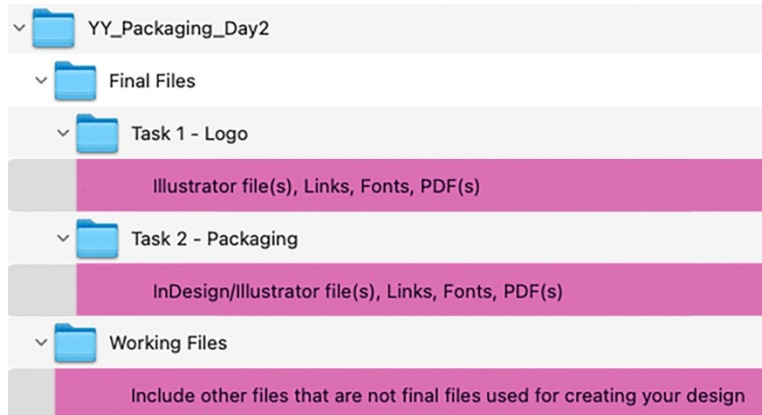 YY_Packaging_Day2
Final Files
Task 1 - Logo
Illustrator file(s), Links, Fonts, PDF(s)
Task 2 - Packaging
InDesign/Illustrator file(s), Links, Fonts, PDF(s)
Working Files
Include other files that are not final files used for creating your design